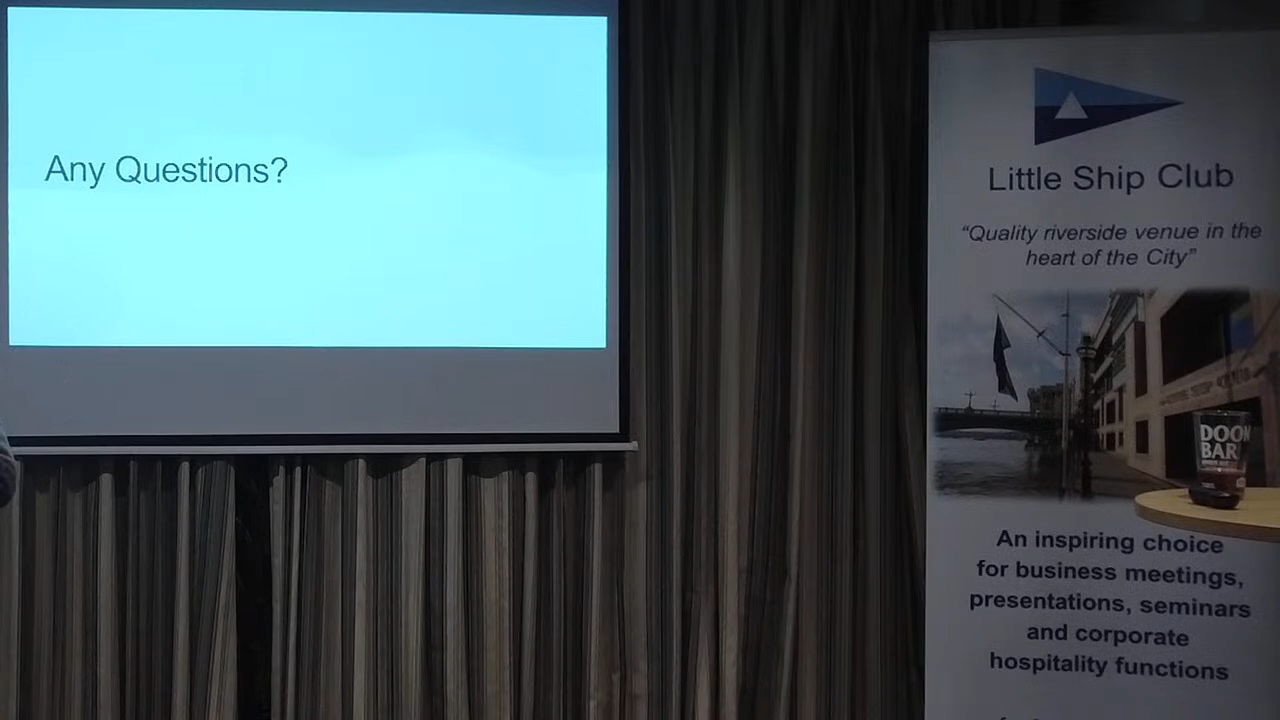 Any Questions?
Little Ship Club
“Quality riverside venue in the
heart of the City”
DOOM
BAR
An inspiring choice
for business meetings,
presentations, seminars
and corporate
hospitality functions